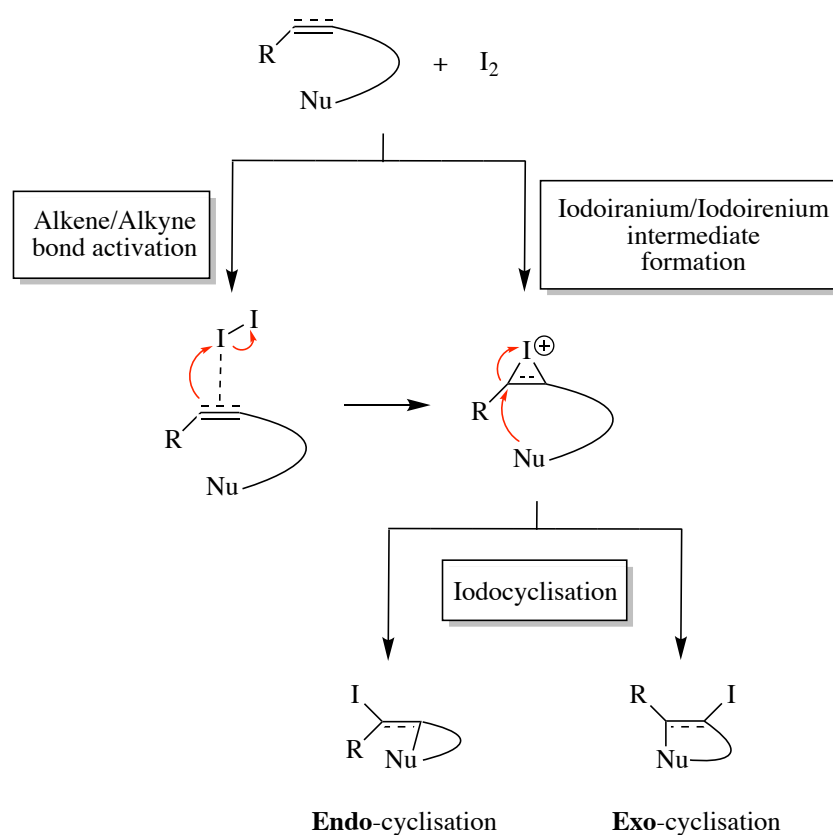 R
Nu
+ I₂
Alkene/Alkyne
bond activation
Iodoiranium/Iodoirenium
intermediate
formation
I
I
R
Nu
I⊕
R
Nu
Iodocyclisation
I
R
Nu
R
I
Nu
Endo-cyclisation
Exo-cyclisation